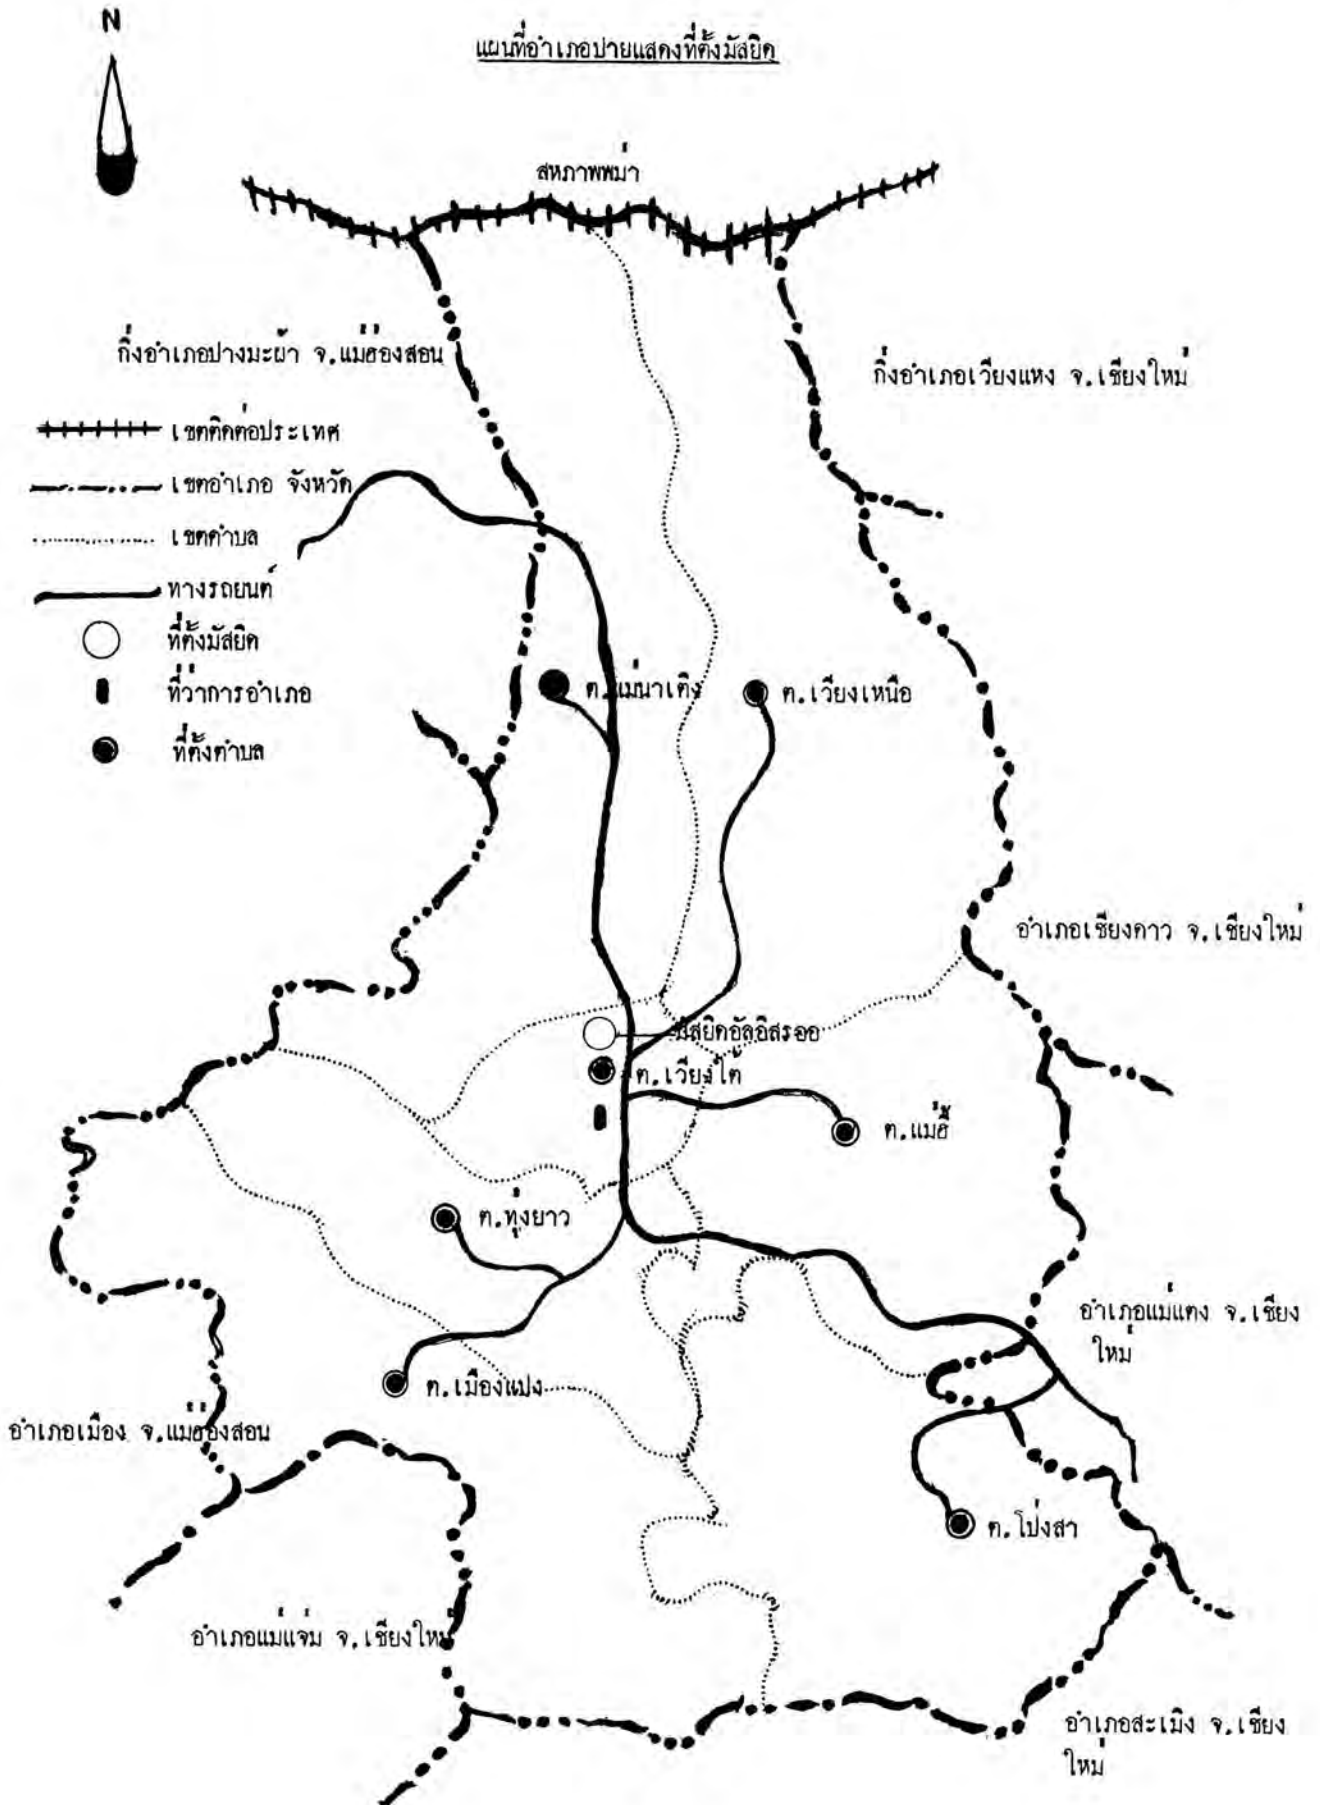 N
แผนที่อำเภอปายแสดงที่ตั้งมัสยิด
สหภาพพม่า
กิ่งอำเภอปางมะผ้า จ.แม่ฮ่องสอน
กิ่งอำเภอเวียงแหง จ.เชียงใหม่
เขตติดต่อประเทศ
เขตอำเภอ จังหวัด
เขตตำบล
ทางรถยนต์
ที่ตั้งมัสยิด
ที่ว่าการอำเภอ
ที่ตั้งตำบล
ต.แม่นาเติง
ต.เวียงเหนือ
อำเภอเชียงดาว จ.เชียงใหม่
มัสยิดอัลอิสรออ
ต.เวียงใต้
ต.แม่ฮี้
ต.ทุ่งยาว
อำเภอแม่แตง จ.เชียง
ใหม่
ต.เมืองแปง
อำเภอเมือง จ.แม่ฮ่องสอน
ต.โป่งสา
อำเภอแม่แจ่ม จ.เชียงใหม่
อำเภอสะเมิง จ.เชียง
ใหม่